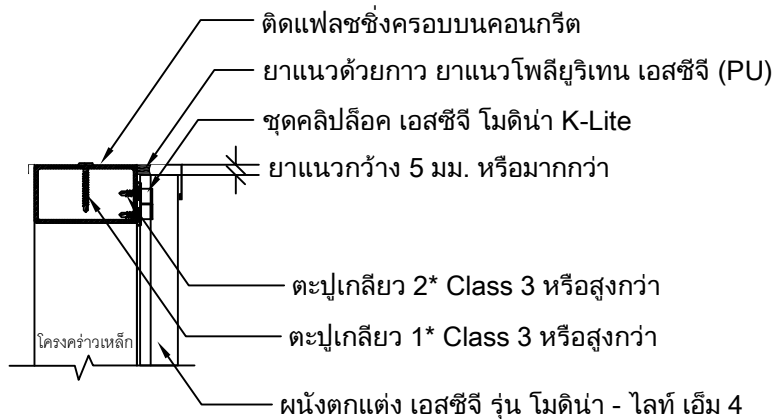 ติดแฟลชชิ่งครอบบนคอนกรีต
ยาแนวด้วยกาว ยาแนวโพลียูริเทน เอสซีจี (PU)
ชุดคลิปล็อค เอสซีจี โมดิน่า K-Lite
ยาแนวกว้าง 5 มม. หรือมากกว่า
ตะปูเกลียว 2* Class 3 หรือสูงกว่า
ตะปูเกลียว 1* Class 3 หรือสูงกว่า
โครงคร่าวเหล็ก
ผนังตกแต่ง เอสซีจี รุ่น โมดิน่า - ไลท์ เอ็ม 4